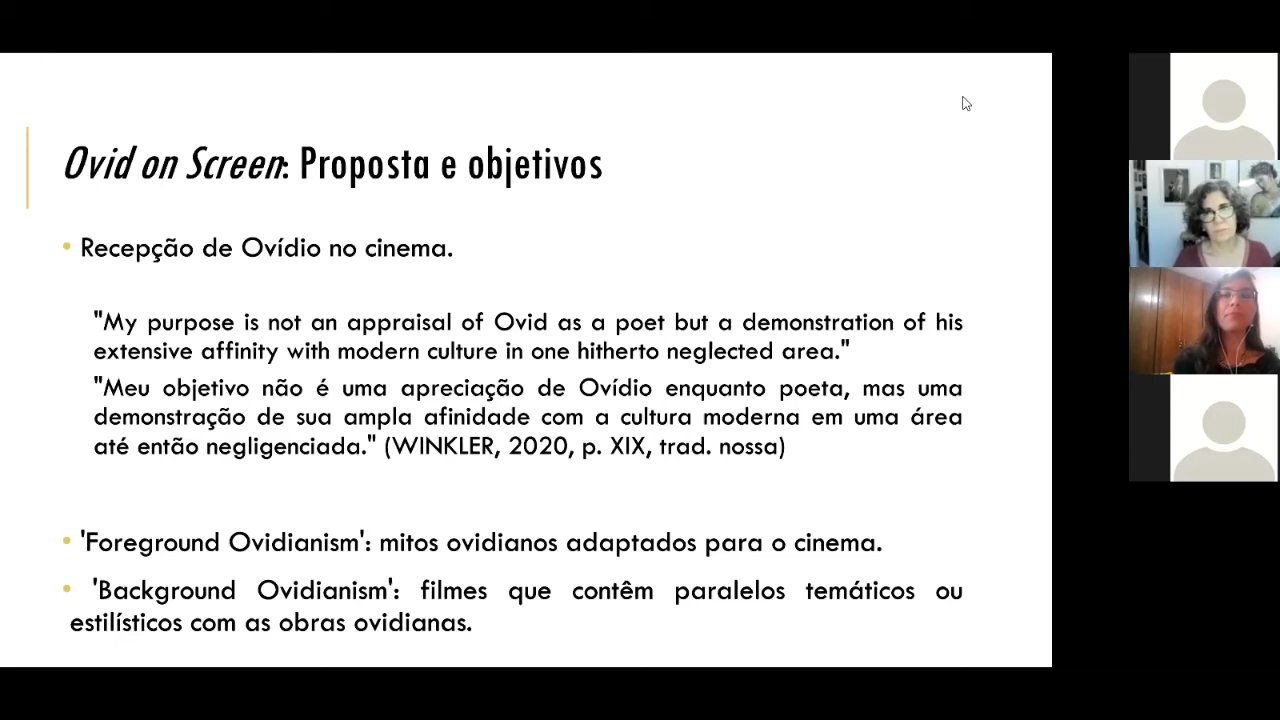 Ovid on Screen: Proposta e objetivos
• Recepção de Ovídio no cinema.
"My purpose is not an appraisal of Ovid as a poet but a demonstration of his
extensive affinity with modern culture in one hitherto neglected area."
"Meu objetivo não é uma apreciação de Ovídio enquanto poeta, mas uma
demonstração de sua ampla afinidade com a cultura moderna em uma área
até então negligenciada." (WINKLER, 2020, p. XIX, trad. nossa)
• 'Foreground Ovidianism': mitos ovidianos adaptados para o cinema.
• 'Background Ovidianism': filmes que contêm paralelos temáticos ou
estilísticos com as obras ovidianas.